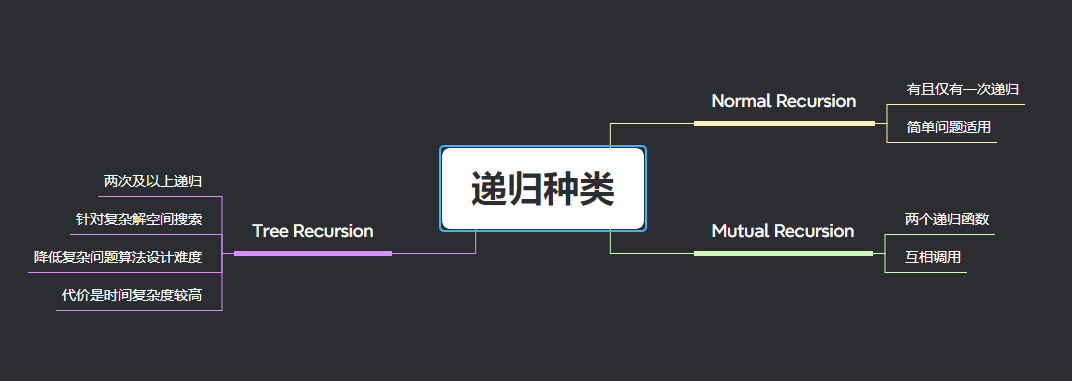 递归种类
Normal Recursion
有且仅有一次递归
简单问题适用
Mutual Recursion
两个递归函数
互相调用
Tree Recursion
两次及以上递归
针对复杂解空间搜索
降低复杂问题算法设计难度
代价是时间复杂度较高